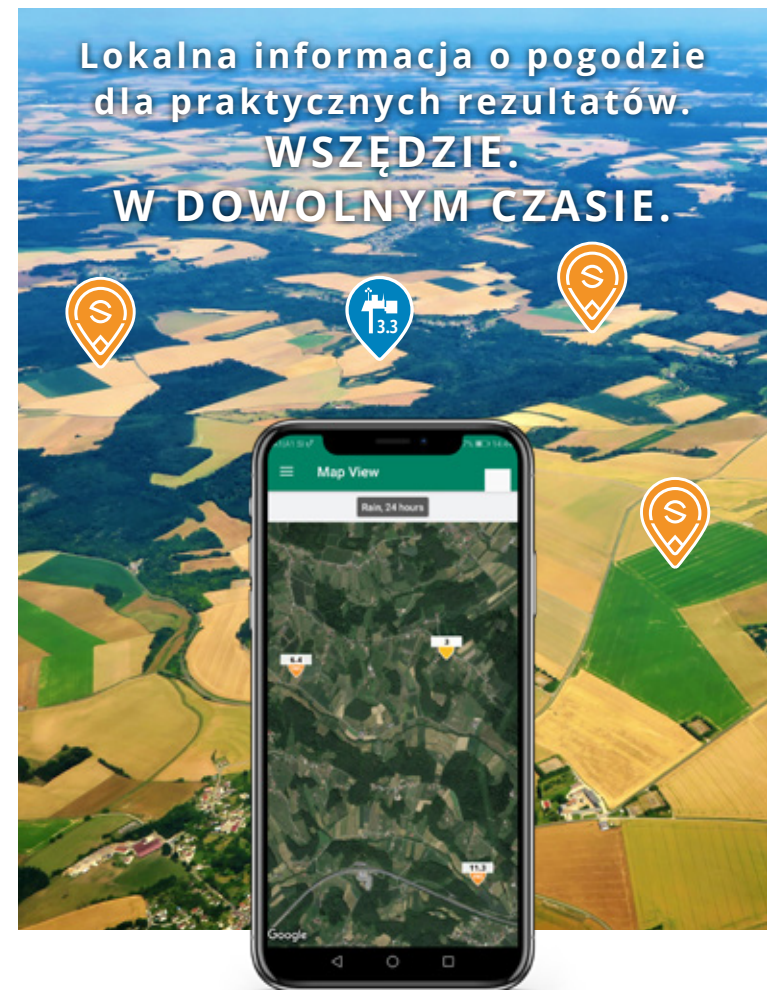 Lokalna informacja o pogodzie
dla praktycznych rezultatów.
WSZĘDZIE.
W DOWOLNYM CZASIE.
S
3.3
S
S
Map View
Rain, 24 hours
3
6.4
11.3
Google